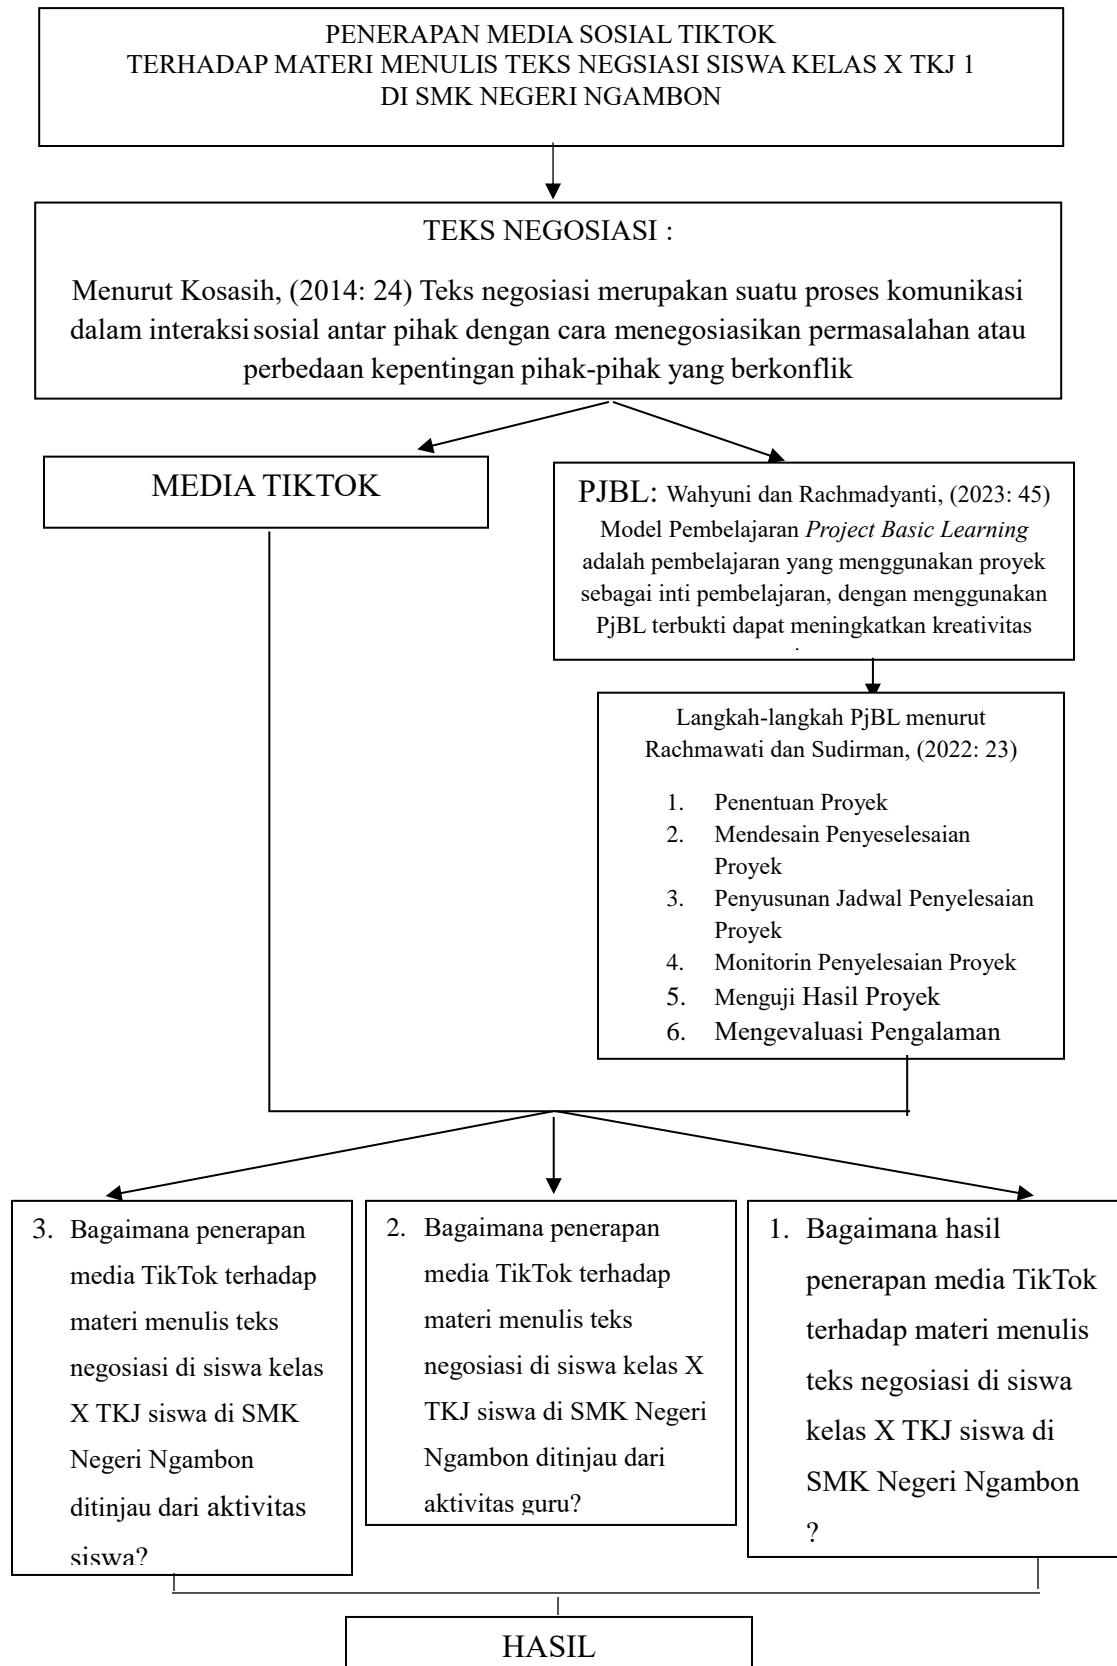 PENERAPAN MEDIA SOSIAL TIKTOK
TERHADAP MATERI MENULIS TEKS NEGSIASI SISWA KELAS X TKJ 1
DI SMK NEGERI NGAMBON
TEKS NEGOSIASI :
Menurut Kosasih, (2014: 24) Teks negosiasi merupakan suatu proses komunikasi
dalam interaksi sosial antar pihak dengan cara menegosiasikan permasalahan atau
perbedaan kepentingan pihak-pihak yang berkonflik
MEDIA TIKTOK
PJBL: Wahyuni dan Rachmadyanti, (2023: 45)
Model Pembelajaran Project Basic Learning
adalah pembelajaran yang menggunakan proyek
sebagai inti pembelajaran, dengan menggunakan
PjBL terbukti dapat meningkatkan kreativitas
Langkah-langkah PjBL menurut
Rachmawati dan Sudirman, (2022: 23)
1. Penentuan Proyek
2. Mendesain Penyeselesaian
Proyek
3. Penyusunan Jadwal Penyelesaian
Proyek
4. Monitorin Penyelesaian Proyek
5. Menguji Hasil Proyek
6. Mengevaluasi Pengalaman
3. Bagaimana penerapan
media TikTok terhadap
materi menulis teks
negosiasi di siswa kelas
X TKJ siswa di SMK
Negeri Ngambon
ditinjau dari aktivitas
siswa?
2. Bagaimana penerapan
media TikTok terhadap
materi menulis teks
negosiasi di siswa kelas X
TKJ siswa di SMK Negeri
Ngambon ditinjau dari
aktivitas guru?
1. Bagaimana hasil
penerapan media TikTok
terhadap materi menulis
teks negosiasi di siswa
kelas X TKJ siswa di
SMK Negeri Ngambon
?
HASIL